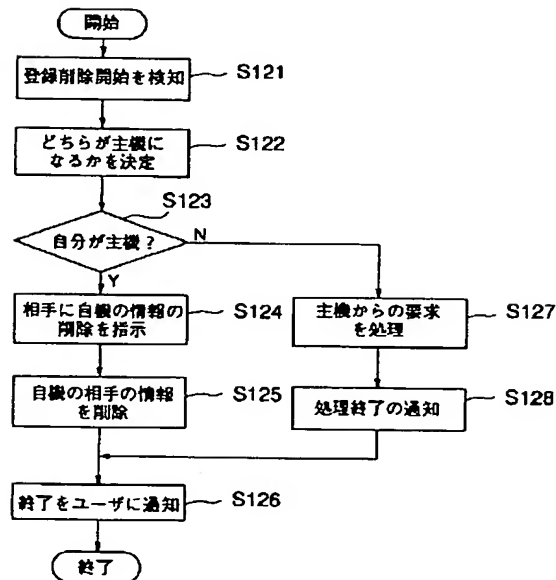 開始
登録削除開始を検知
S121
どちらが主機に
なるかを決定
S122
S123
自分が主機?
N
Y
相手に自機の情報の
削除を指示
S124
主機からの要求
を処理
S127
自機の相手の情報
を削除
S125
処理終了の通知
S128
終了をユーザに通知
S126
終了